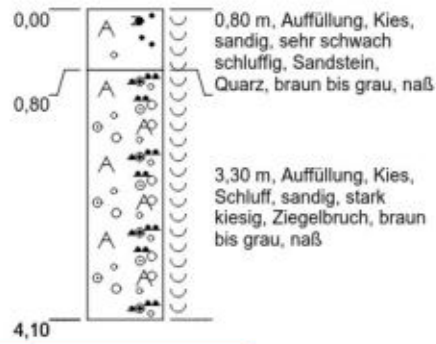 0,00
0,80 m, Auffüllung, Kies,
sandig, sehr schwach
schluffig, Sandstein,
Quarz, braun bis grau, naß
0,80
3,30 m, Auffüllung, Kies,
Schluff, sandig, stark
kiesig, Ziegelbruch, braun
bis grau, naß
4,10